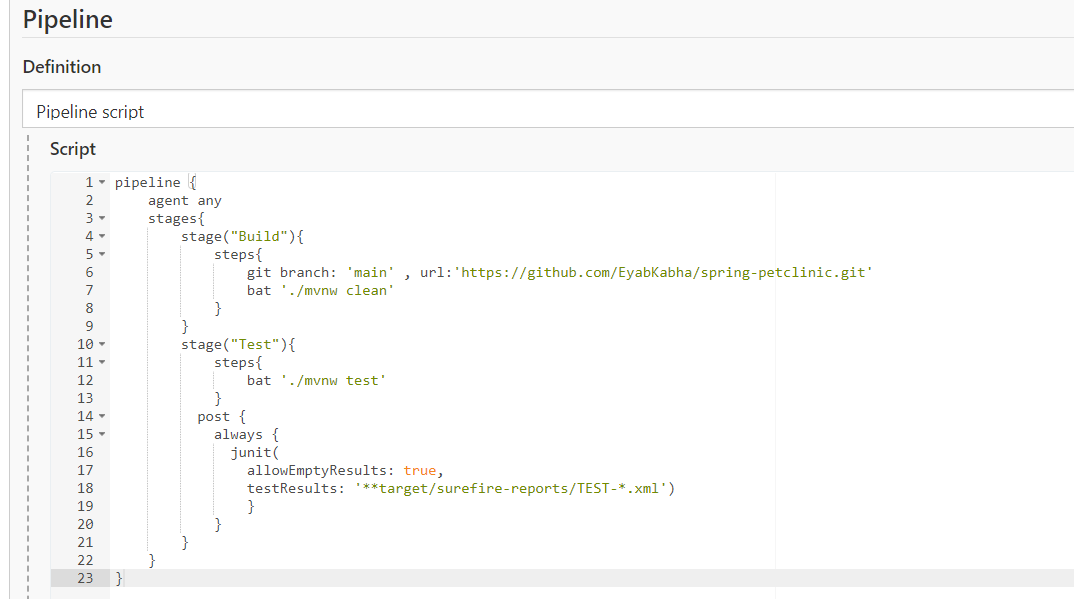 Pipeline
Definition
Pipeline script
Script
1 pipeline {
2     agent any
3     stages{
4         stage("Build"){
5             steps{
6                 git branch: 'main' , url:'https://github.com/EyabKabha/spring-petclinic.git'
7                 bat './mvnw clean'
8             }
9         }
10         stage("Test"){
11             steps{
12                 bat './mvnw test'
13             }
14           post {
15             always {
16               junit(
17                 allowEmptyResults: true,
18                 testResults: '**target/surefire-reports/TEST-*.xml')
19                 }
20             }
21         }
22     }
23 }